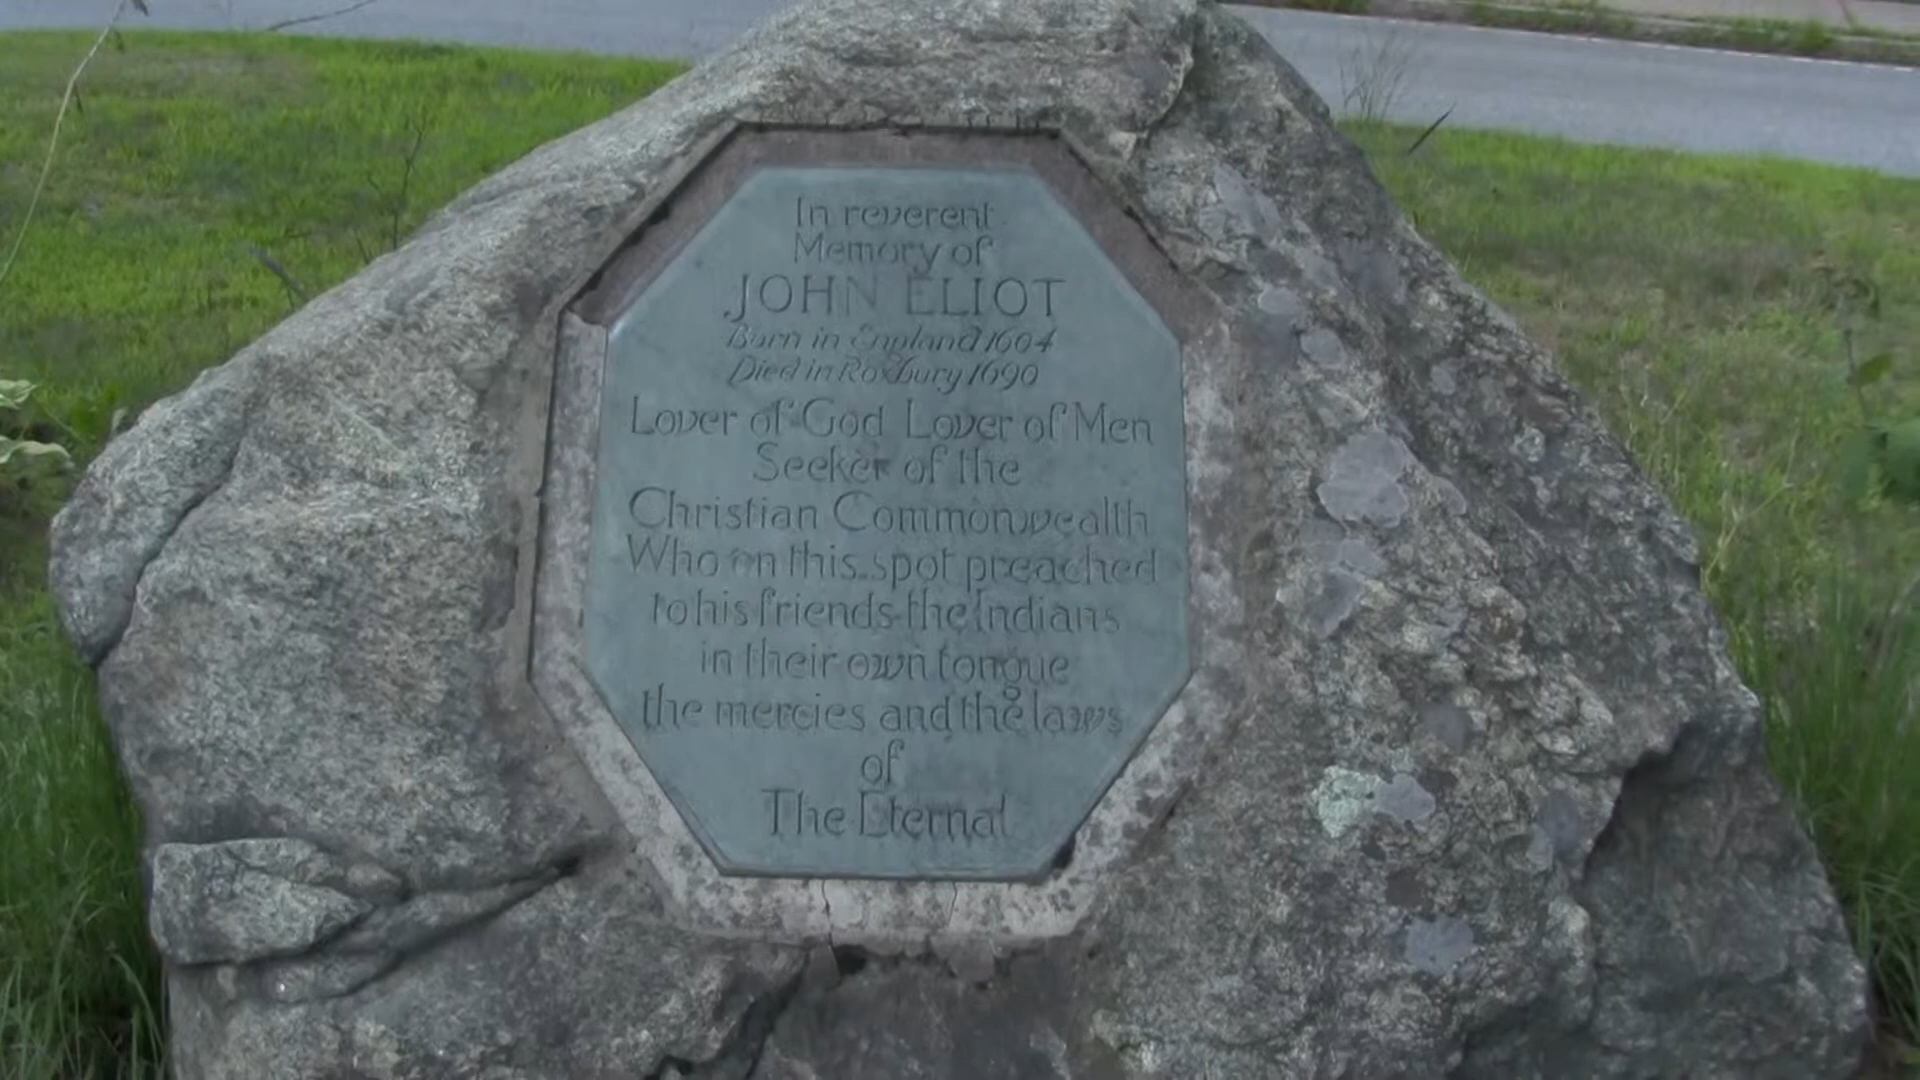 In reverent
Memory of
JOHN ELIOT
Born in England 1604
Died in Roxbury 1690
Lover of God Lover of Men
Seeker of the
Christian Commonwealth
Who on this spot preached
to his friends the Indians
in their own tongue
the mercies and the laws
of
The Eternal